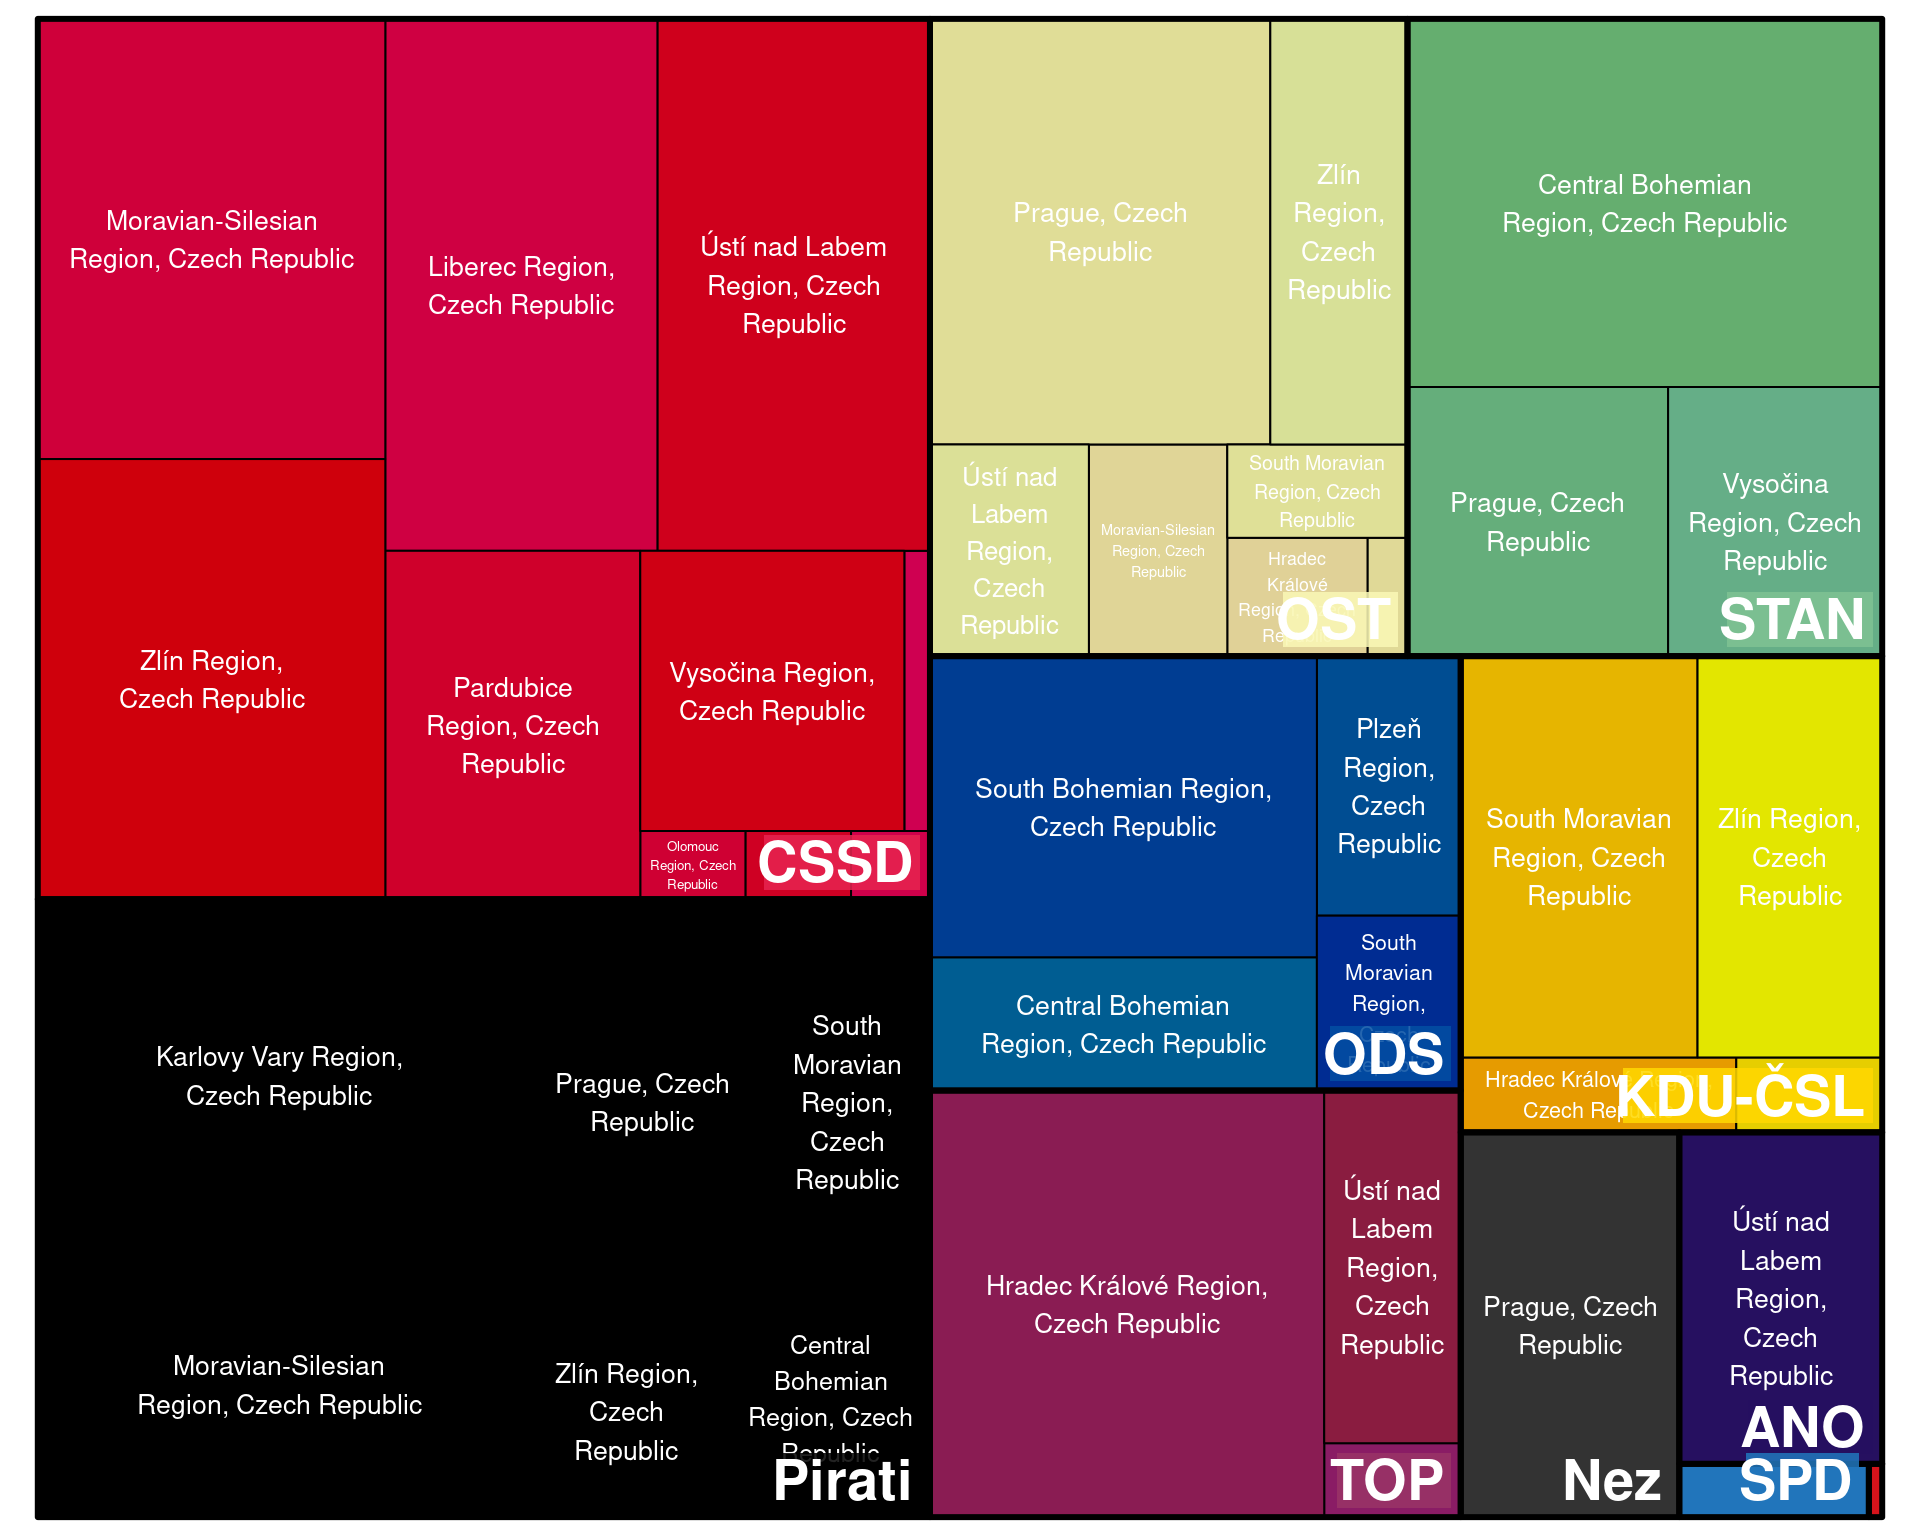 Moravian-Silesian
Region, Czech Republic
Liberec Region,
Czech Republic
Ústí nad Labem
Region, Czech
Republic
Zlín Region,
Czech Republic
Pardubice
Region, Czech
Republic
Vysočina Region,
Czech Republic
Olomouc
Region, Czech
Republic
CSSD
Prague, Czech
Republic
Zlín
Region,
Czech
Republic
Ústí nad
Labem
Region,
Czech
Republic
Moravian-Silesian
Region, Czech
Republic
South Moravian
Region, Czech
Republic
Hradec
Králové
OST
Central Bohemian
Region, Czech Republic
Prague, Czech
Republic
Vysočina
Region, Czech
Republic
STAN
South Bohemian Region,
Czech Republic
Plzeň
Region,
Czech
Republic
Central Bohemian
Region, Czech Republic
South
Moravian
Region,
ODS
South Moravian
Region, Czech
Republic
Zlín Region,
Czech
Republic
Hradec Králové
Czech
KDU-ČSL
Karlovy Vary Region,
Czech Republic
Prague, Czech
Republic
South
Moravian
Region,
Czech
Republic
Moravian-Silesian
Region, Czech Republic
Zlín Region,
Czech
Republic
Central
Bohemian
Region, Czech
Republic
Pirati
Hradec Králové Region,
Czech Republic
Ústí nad
Labem
Region,
Czech
Republic
TOP
Prague, Czech
Republic
Nez
Ústí nad
Labem
Region,
Czech
Republic
ANO
SPD